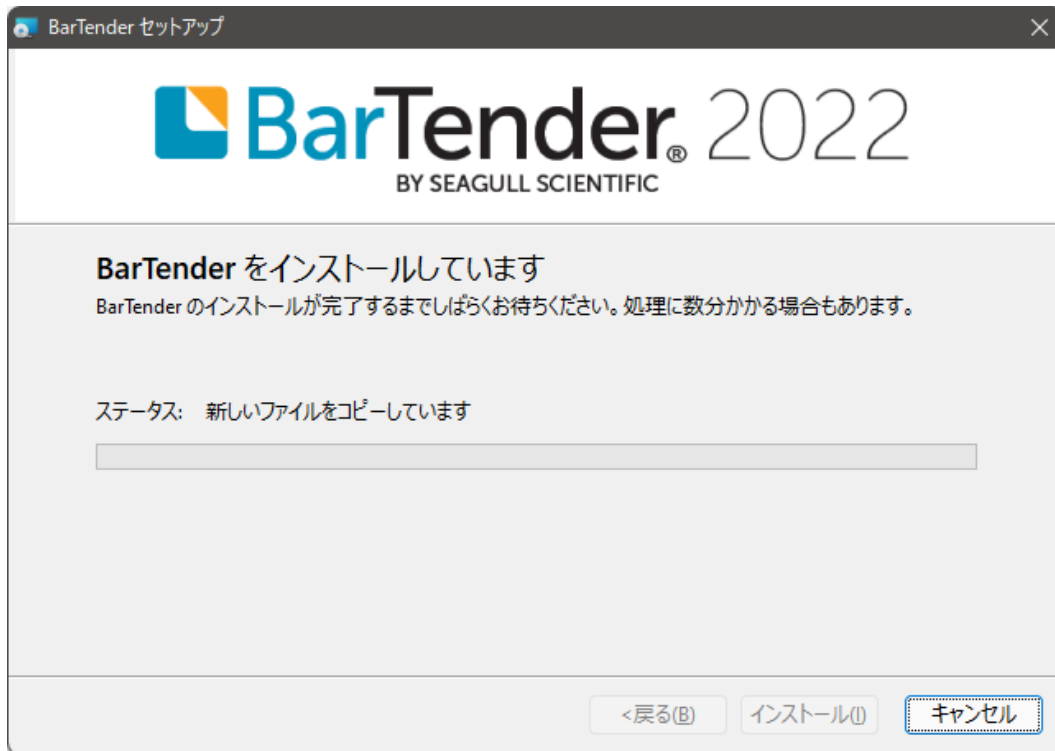 BarTender セットアップ
BarTender® 2022
BY SEAGULL SCIENTIFIC
BarTender をインストールしています
BarTender のインストールが完了するまでしばらくお待ちください。処理に数分かかる場合もあります。
ステータス: 新しいファイルをコピーしています
<戻る(B) インストール(I) キャンセル